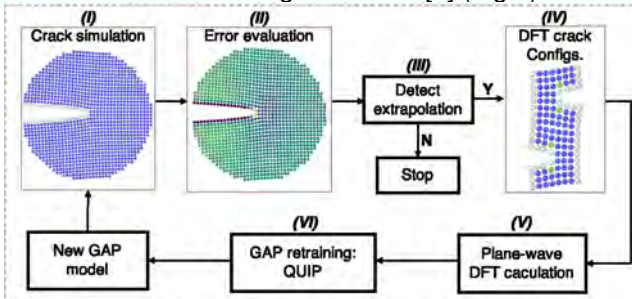 (I)
Crack simulation
(II)
Error evaluation
(III)
Detect
extrapolation
Y
N
Stop
(IV)
DFT crack
Configs.
(V)
Plane-wave
DFT caculation
(VI)
GAP retraining:
QUIP
New GAP
model